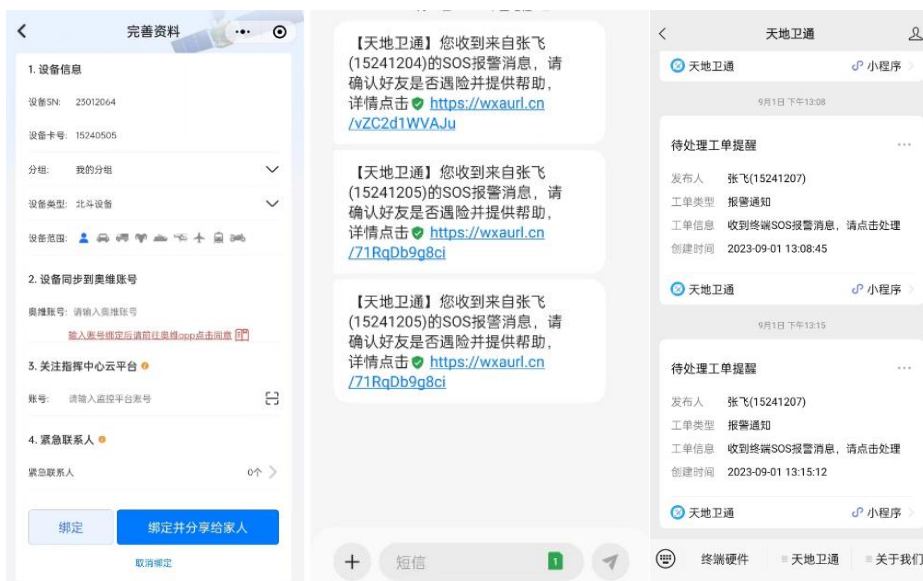 完善资料
1. 设备信息
设备SN: 23012064
设备卡号: 15240505
分组: 我的分组
设备类型: 北斗设备
设备范围:
2. 设备同步到奥维账号
奥维账号: 请输入奥维账号
输入账号绑定后请前往奥维app点击同意
3. 关注指挥中心云平台
账号: 请输入监控平台账号
4. 紧急联系人
紧急联系人 0个
绑定 绑定并分享给家人
取消绑定
【天地卫通】您收到来自张飞
(15241204)的SOS报警消息，请
确认好友是否遇险并提供帮助，
详情点击 https://wxaurl.cn
/vZC2d1WVAJu
【天地卫通】您收到来自张飞
(15241205)的SOS报警消息，请
确认好友是否遇险并提供帮助，
详情点击 https://wxaurl.cn
/71RqDb9g8ci
【天地卫通】您收到来自张飞
(15241205)的SOS报警消息，请
确认好友是否遇险并提供帮助，
详情点击 https://wxaurl.cn
/71RqDb9g8ci
短信 1
天地卫通
天地卫通 小程序
9月1日 下午13:08
待处理工单提醒
发布人 张飞(15241207)
工单类型 报警通知
工单信息 收到终端SOS报警消息，请点击处理
创建时间 2023-09-01 13:08:45
天地卫通 小程序
9月1日 下午13:15
待处理工单提醒
发布人 张飞(15241207)
工单类型 报警通知
工单信息 收到终端SOS报警消息，请点击处理
创建时间 2023-09-01 13:15:12
天地卫通 小程序
终端硬件 天地卫通 关于我们